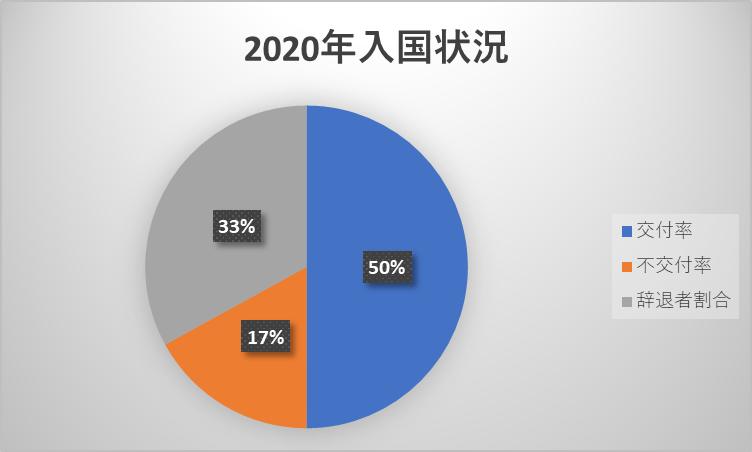 2020年入国状況
33%
50%
17%
交付率
不交付率
辞退者割合